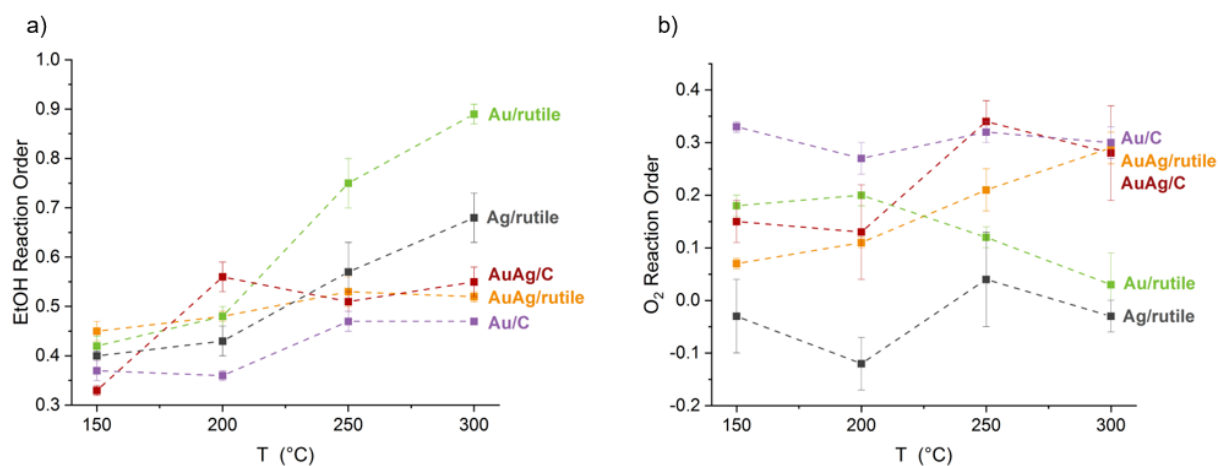 a)
EtOH Reaction Order
1.0
0.9
0.8
0.7
0.6
0.5
0.4
0.3
150 200 250 300
T (°C)
Au/rutile
Ag/rutile
AuAg/C
AuAg/rutile
Au/C
b)
O₂ Reaction Order
0.4
0.3
0.2
0.1
0.0
-0.1
-0.2
150 200 250 300
T (°C)
Au/C
AuAg/rutile
AuAg/C
Au/rutile
Ag/rutile